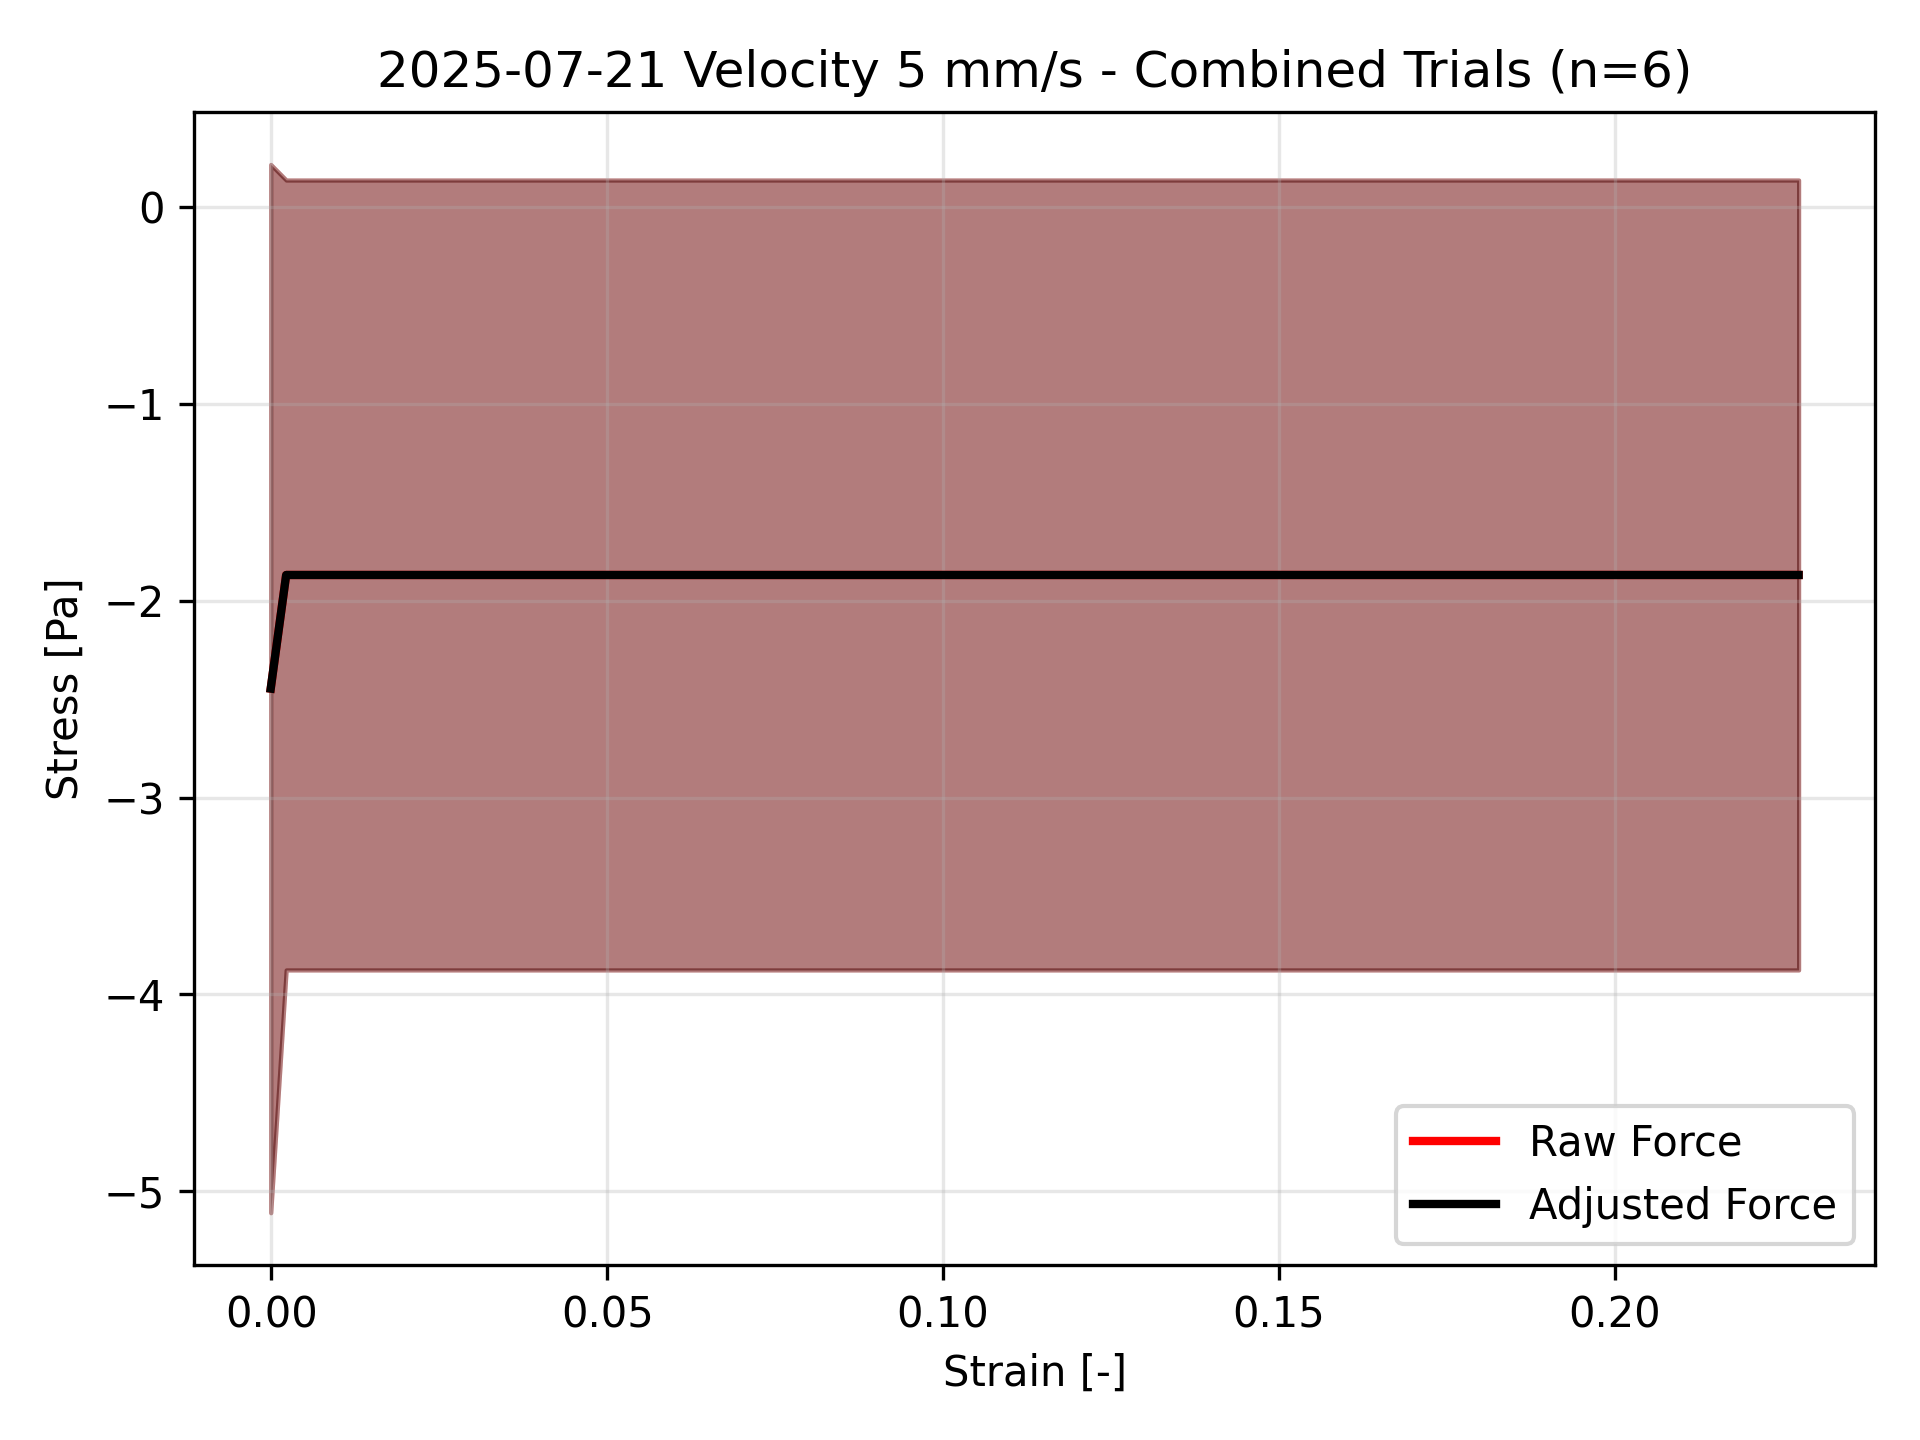 2025-07-21 Velocity 5 mm/s - Combined Trials (n=6)
Stress [Pa]
0
−1
−2
−3
−4
−5
Raw Force
Adjusted Force
0.00 0.05 0.10 0.15 0.20
Strain [-]